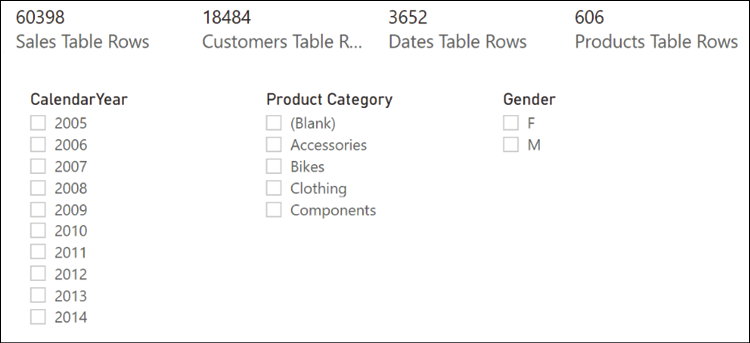 60398 18484 3652 606
Sales Table Rows Customers Table R... Dates Table Rows Products Table Rows
CalendarYear Product Category Gender
2005 (Blank) F
2006 Accessories M
2007 Bikes
2008 Clothing
2009 Components
2010
2011
2012
2013
2014